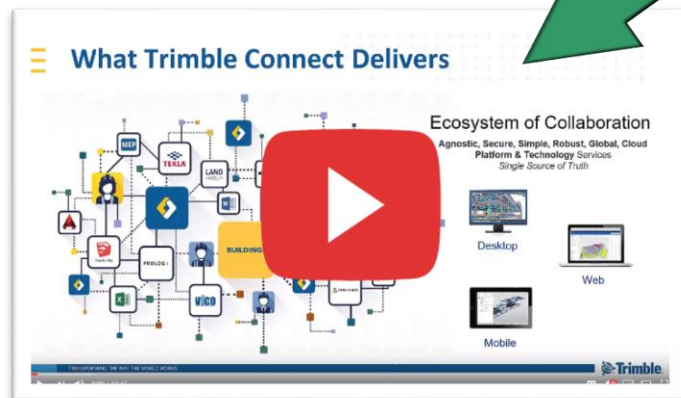 What Trimble Connect Delivers
Ecosystem of Collaboration
Agnostic, Secure, Simple, Robust, Global, Cloud
Platform & Technology Services
Single Source of Truth
MEP
TEKLA
LAND
BUILDING
PROLOG
VICO
Desktop
Web
Mobile
TRANSFORMING THE WAY THE WORLD WORKS
Trimble